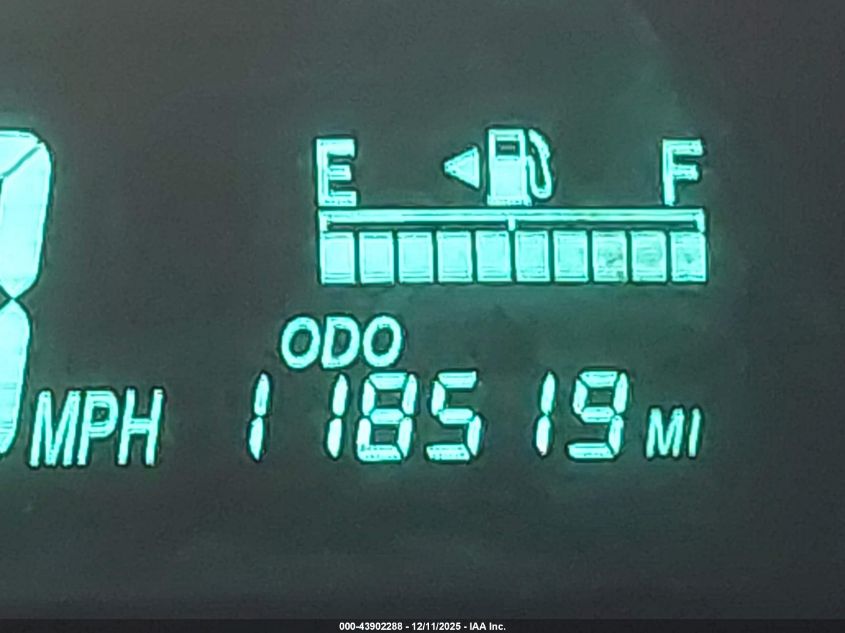 E F
ODO
MPH 118519 MI
000-43902288 - 12/11/2025 - IAA Inc.